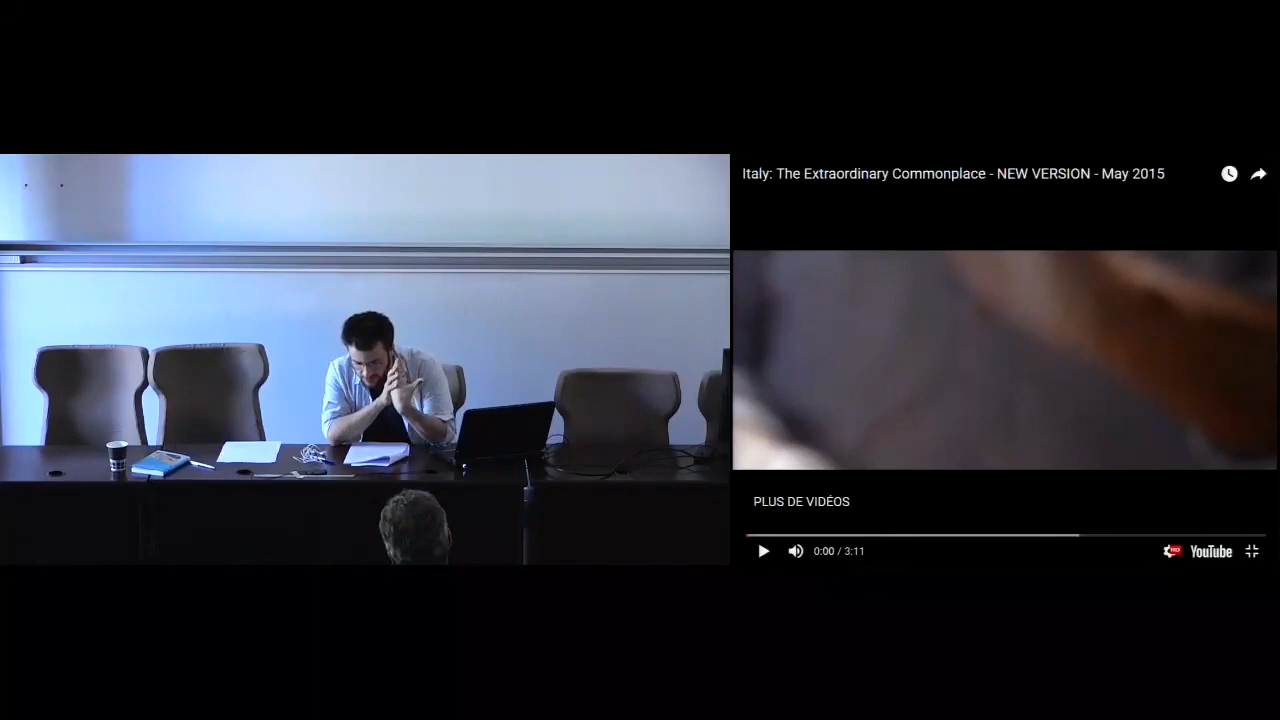 Italy: The Extraordinary Commonplace - NEW VERSION - May 2015
PLUS DE VIDÉOS
0:00 / 3:11
YouTube